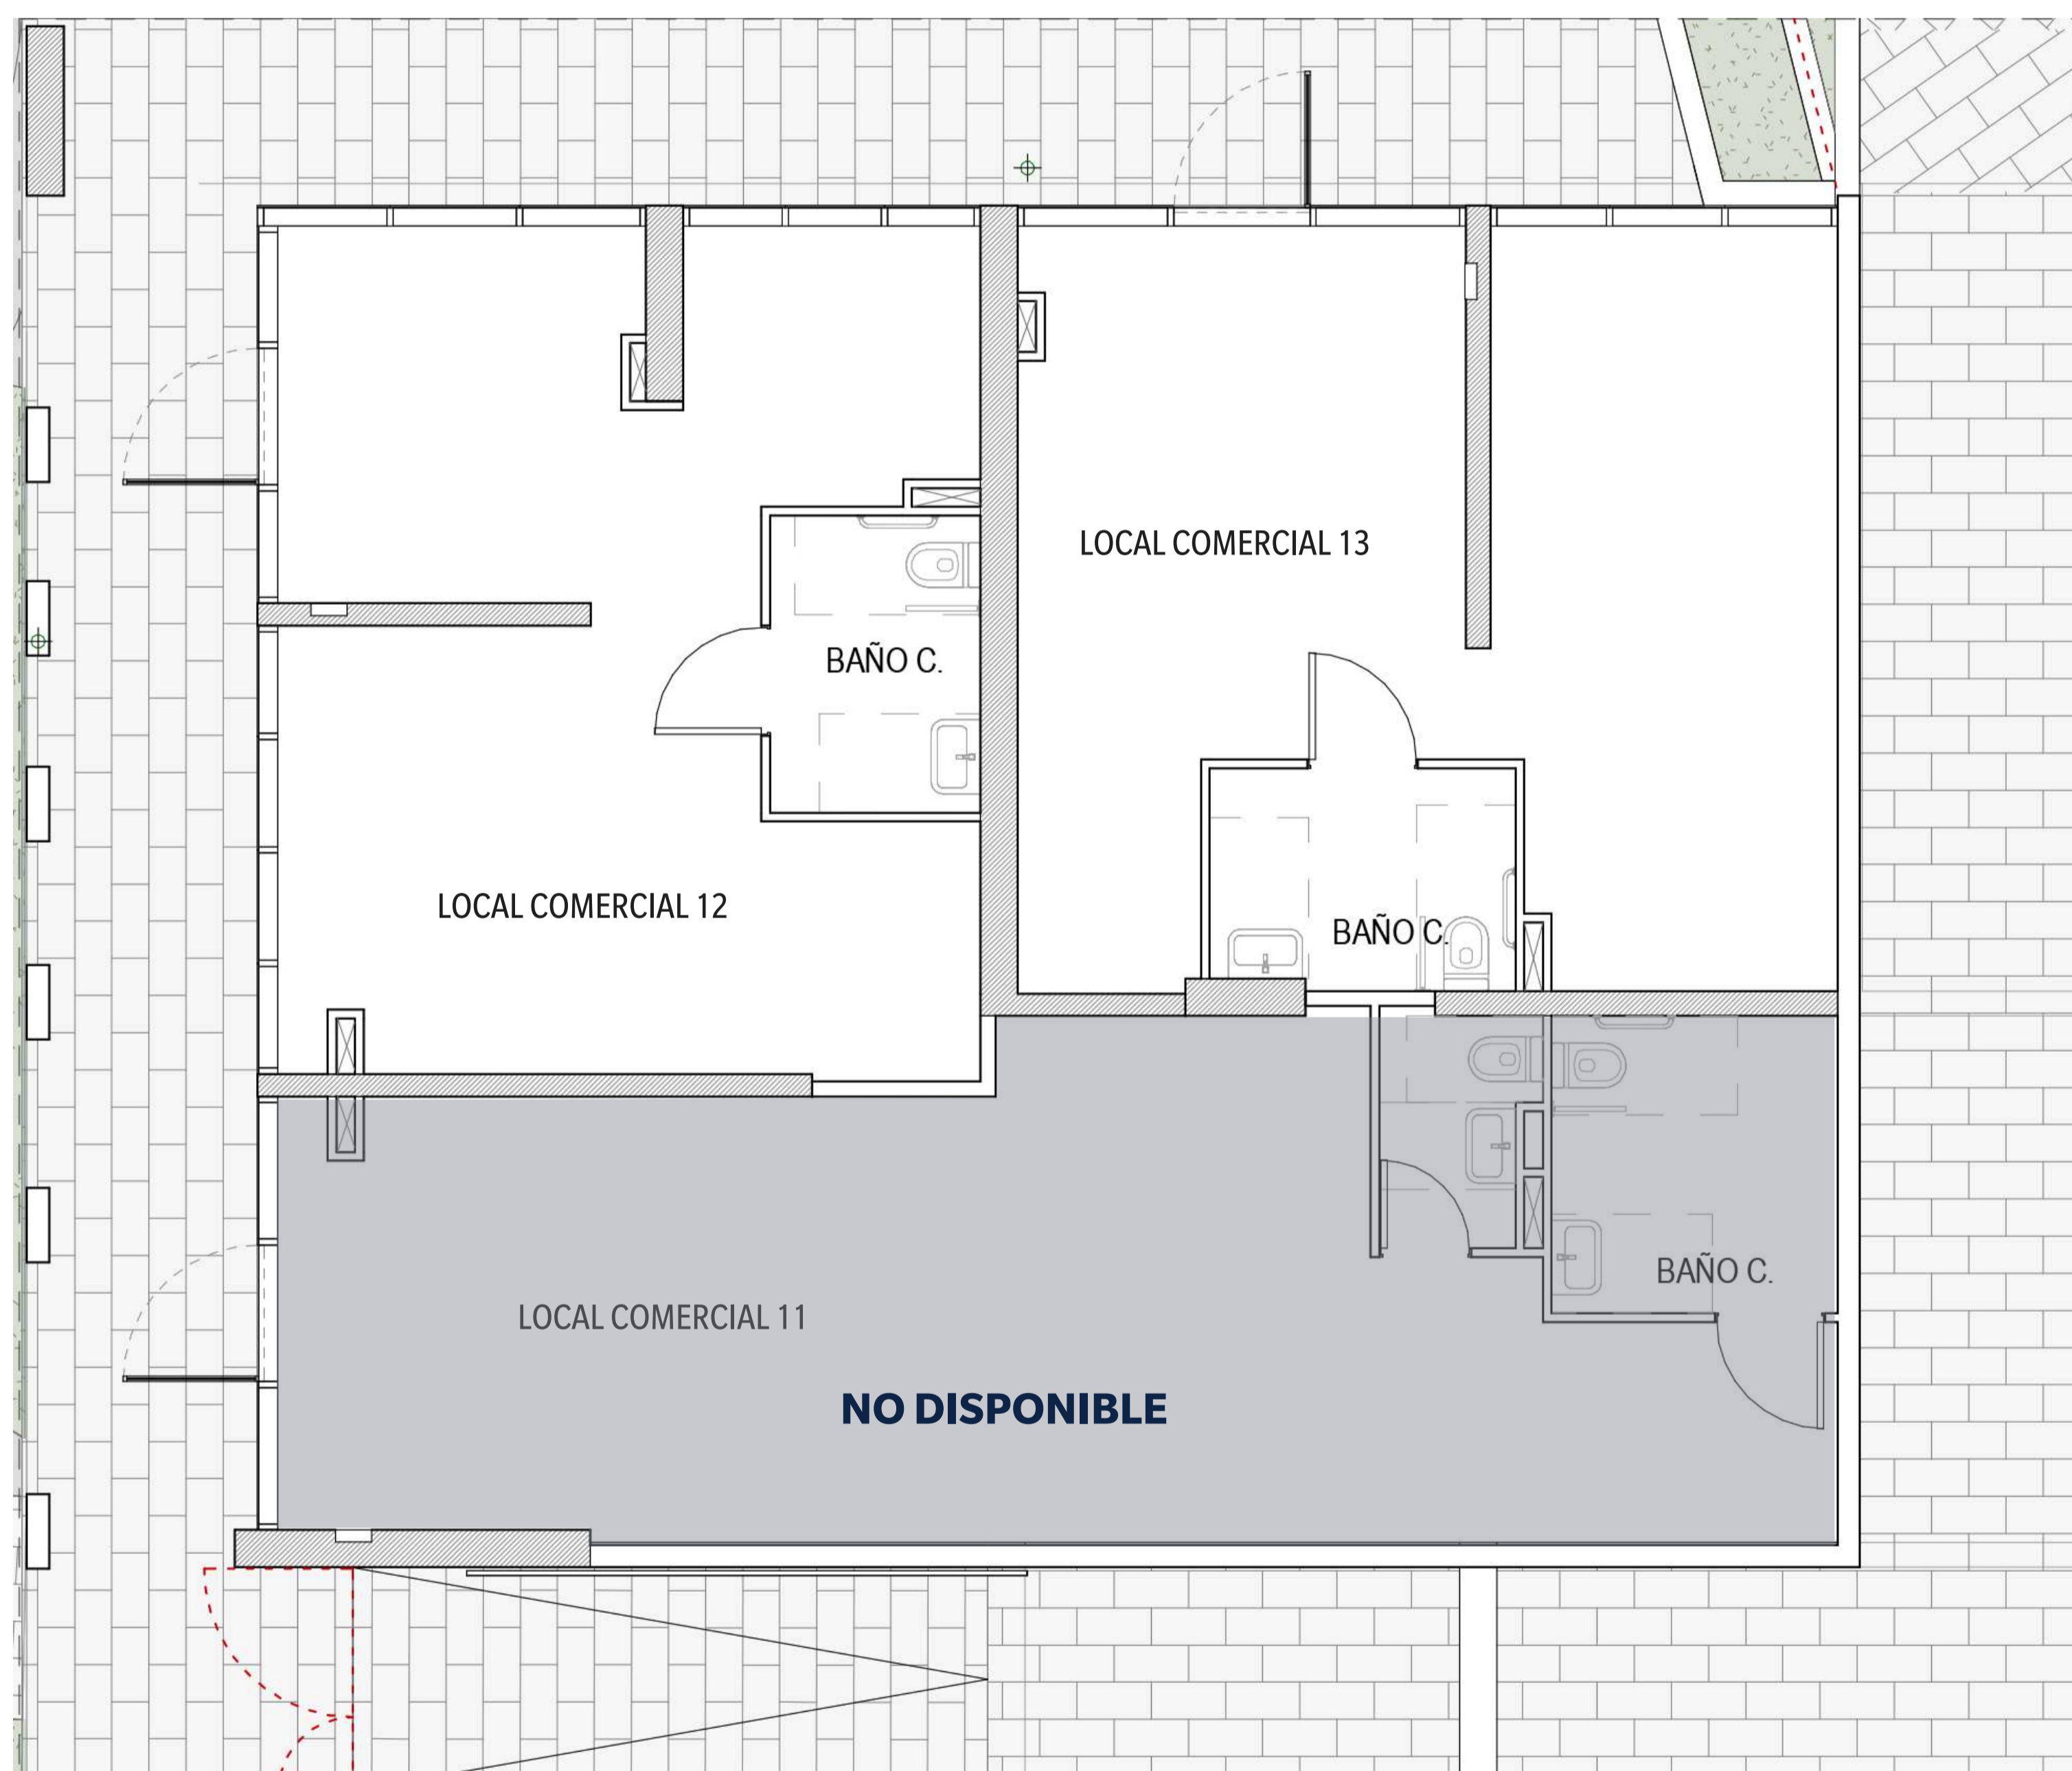 LOCAL COMERCIAL 13
BAÑO C.
LOCAL COMERCIAL 12
BAÑO C.
LOCAL COMERCIAL 11
BAÑO C.
NO DISPONIBLE